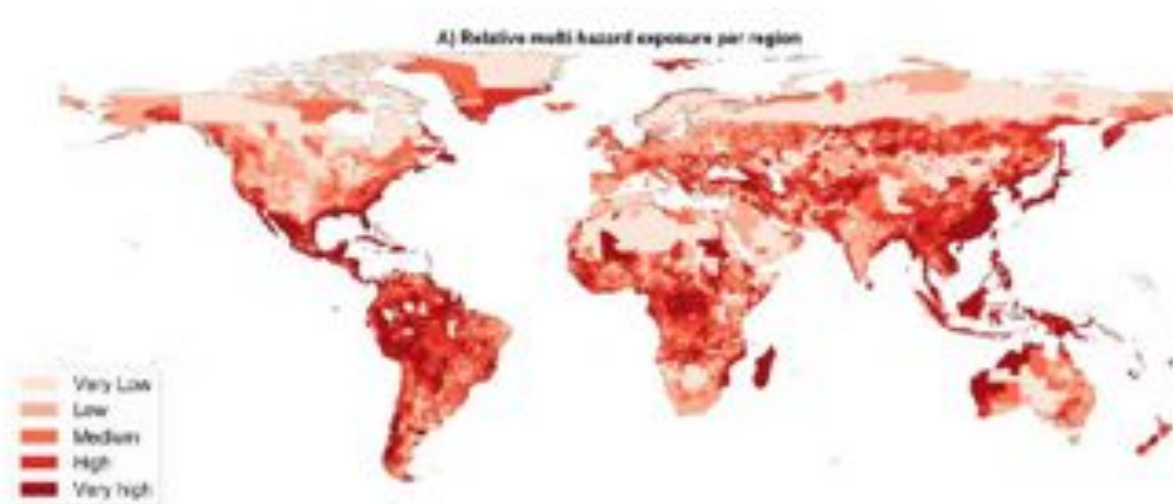 A) Relative multi-hazard exposure per region
Very Low
Low
Medium
High
Very high